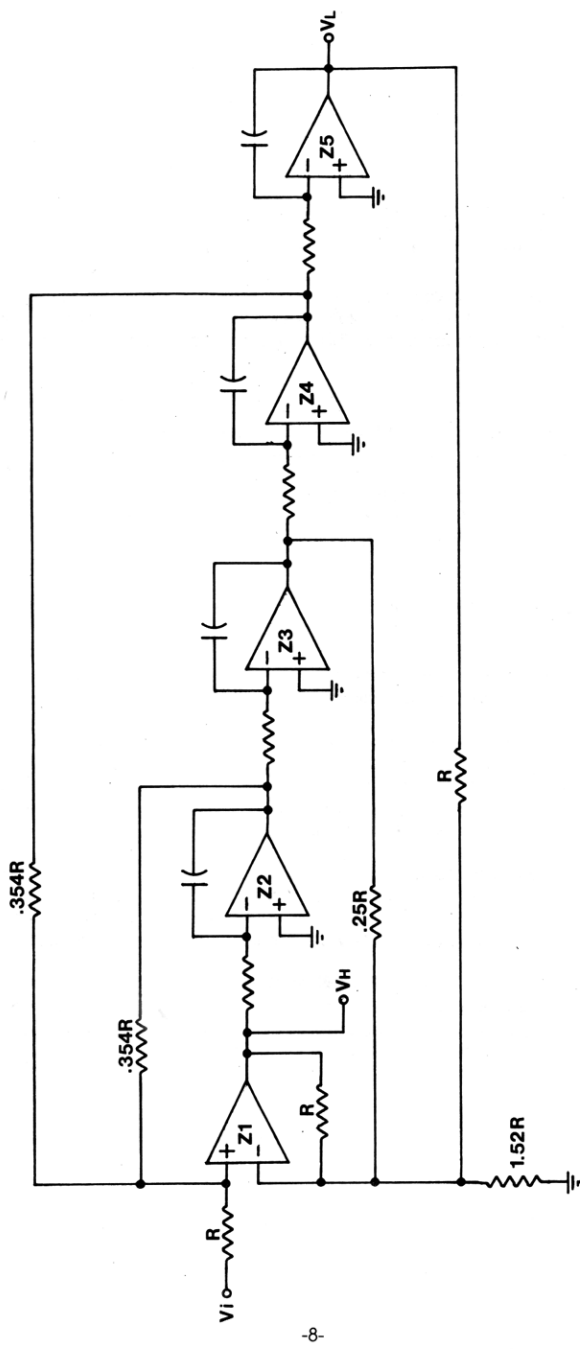 .354R
.354R
R
Vi
+
−
Z1
R
VH
−
+
Z2
−
+
Z3
−
+
Z4
−
+
Z5
VL
.25R
R
1.52R
-8-